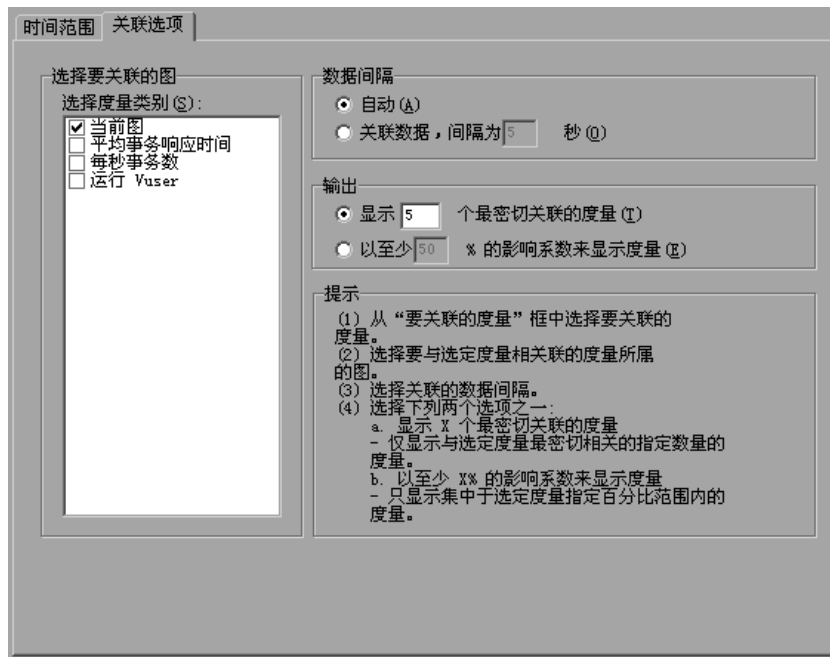 时间范围 关联选项
选择要关联的图
选择度量类别(S):
当前图
平均事务响应时间
每秒事务数
运行 Vuser
数据间隔
自动(A)
关联数据，间隔为 5 秒(O)
输出
显示 5 个最密切关联的度量(T)
以至少 50 % 的影响系数来显示度量(E)
提示
(1) 从“要关联的度量”框中选择要关联的
度量。
(2) 选择要与选定度量相关联的度量所属
的图。
(3) 选择关联的数据间隔。
(4) 选择下列两个选项之一:
a. 显示 X 个最密切关联的度量
- 仅显示与选定度量最密切相关的指定数量的
度量。
b. 以至少 X% 的影响系数来显示度量
- 只显示集中于选定度量指定百分比范围内的
度量。